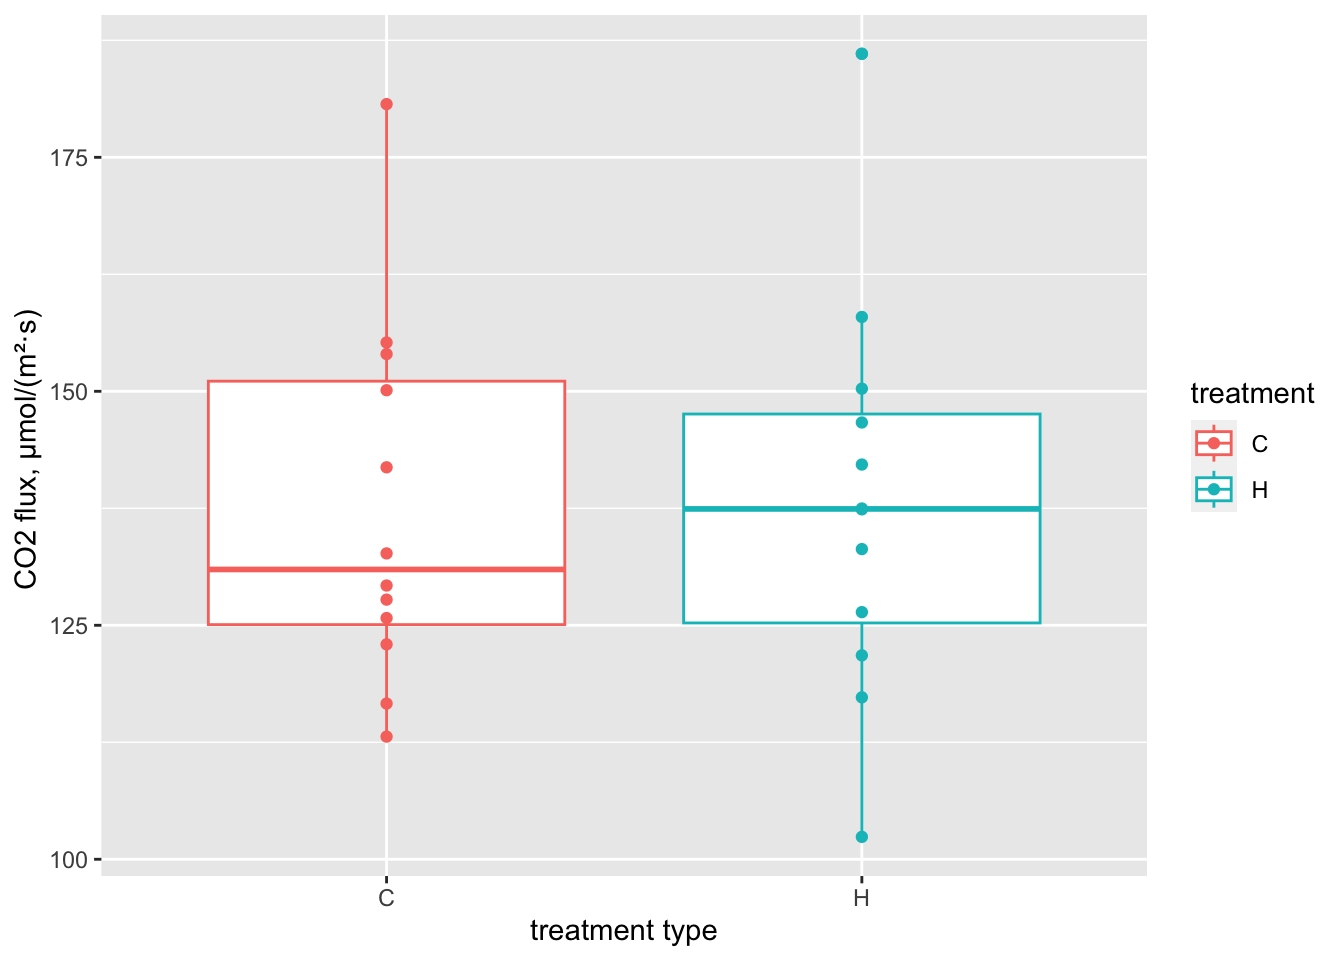 CO2 flux, µmol/(m²·s)
175
150
125
100
C
H
treatment type
treatment
C
H